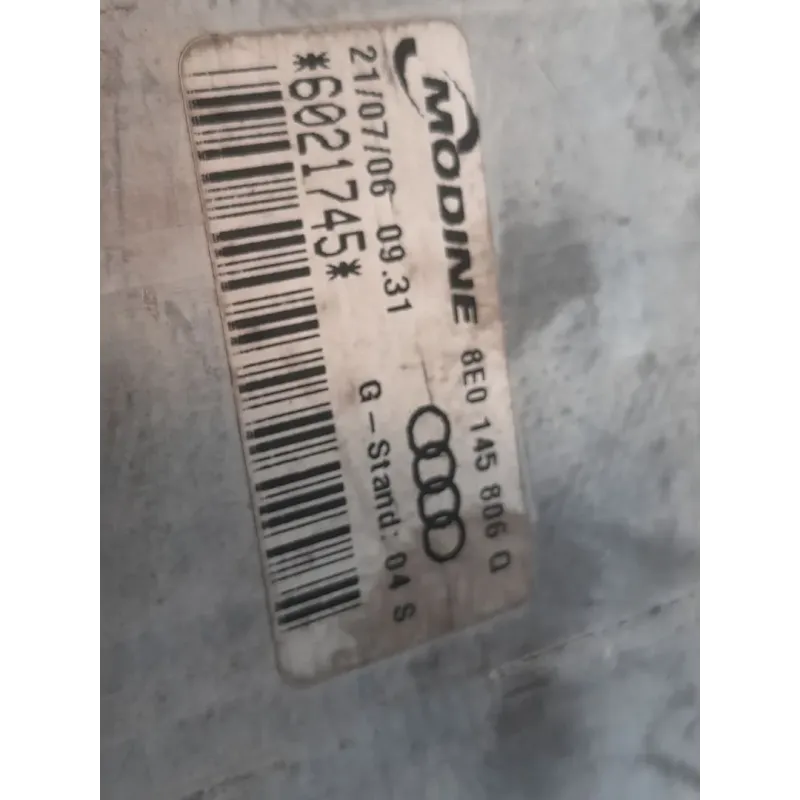 MODINE 8E0 145 806 Q
21/07/06 09.31 G-Stand: 04 S
*6021745*